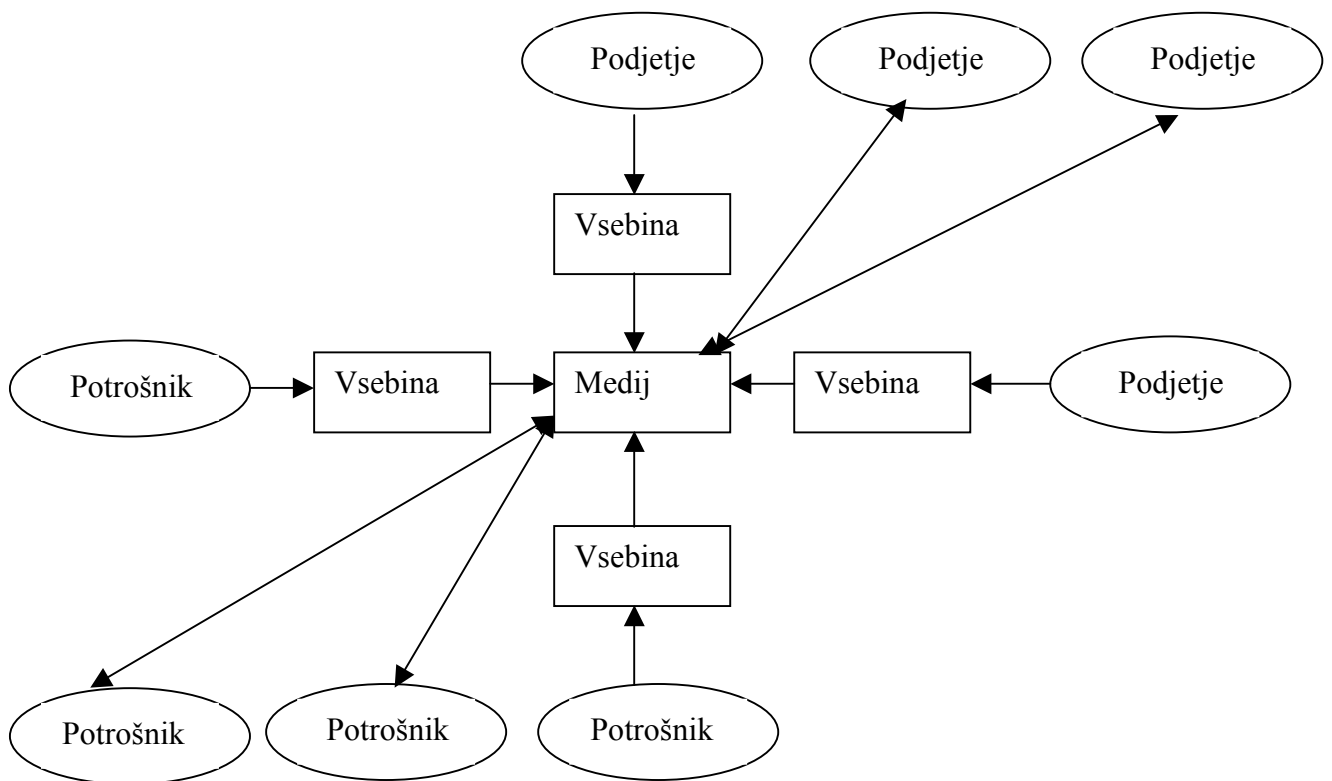 Podjetje
Podjetje
Podjetje
Vsebina
Potrošnik
Vsebina
Medij
Vsebina
Podjetje
Vsebina
Potrošnik
Potrošnik
Potrošnik